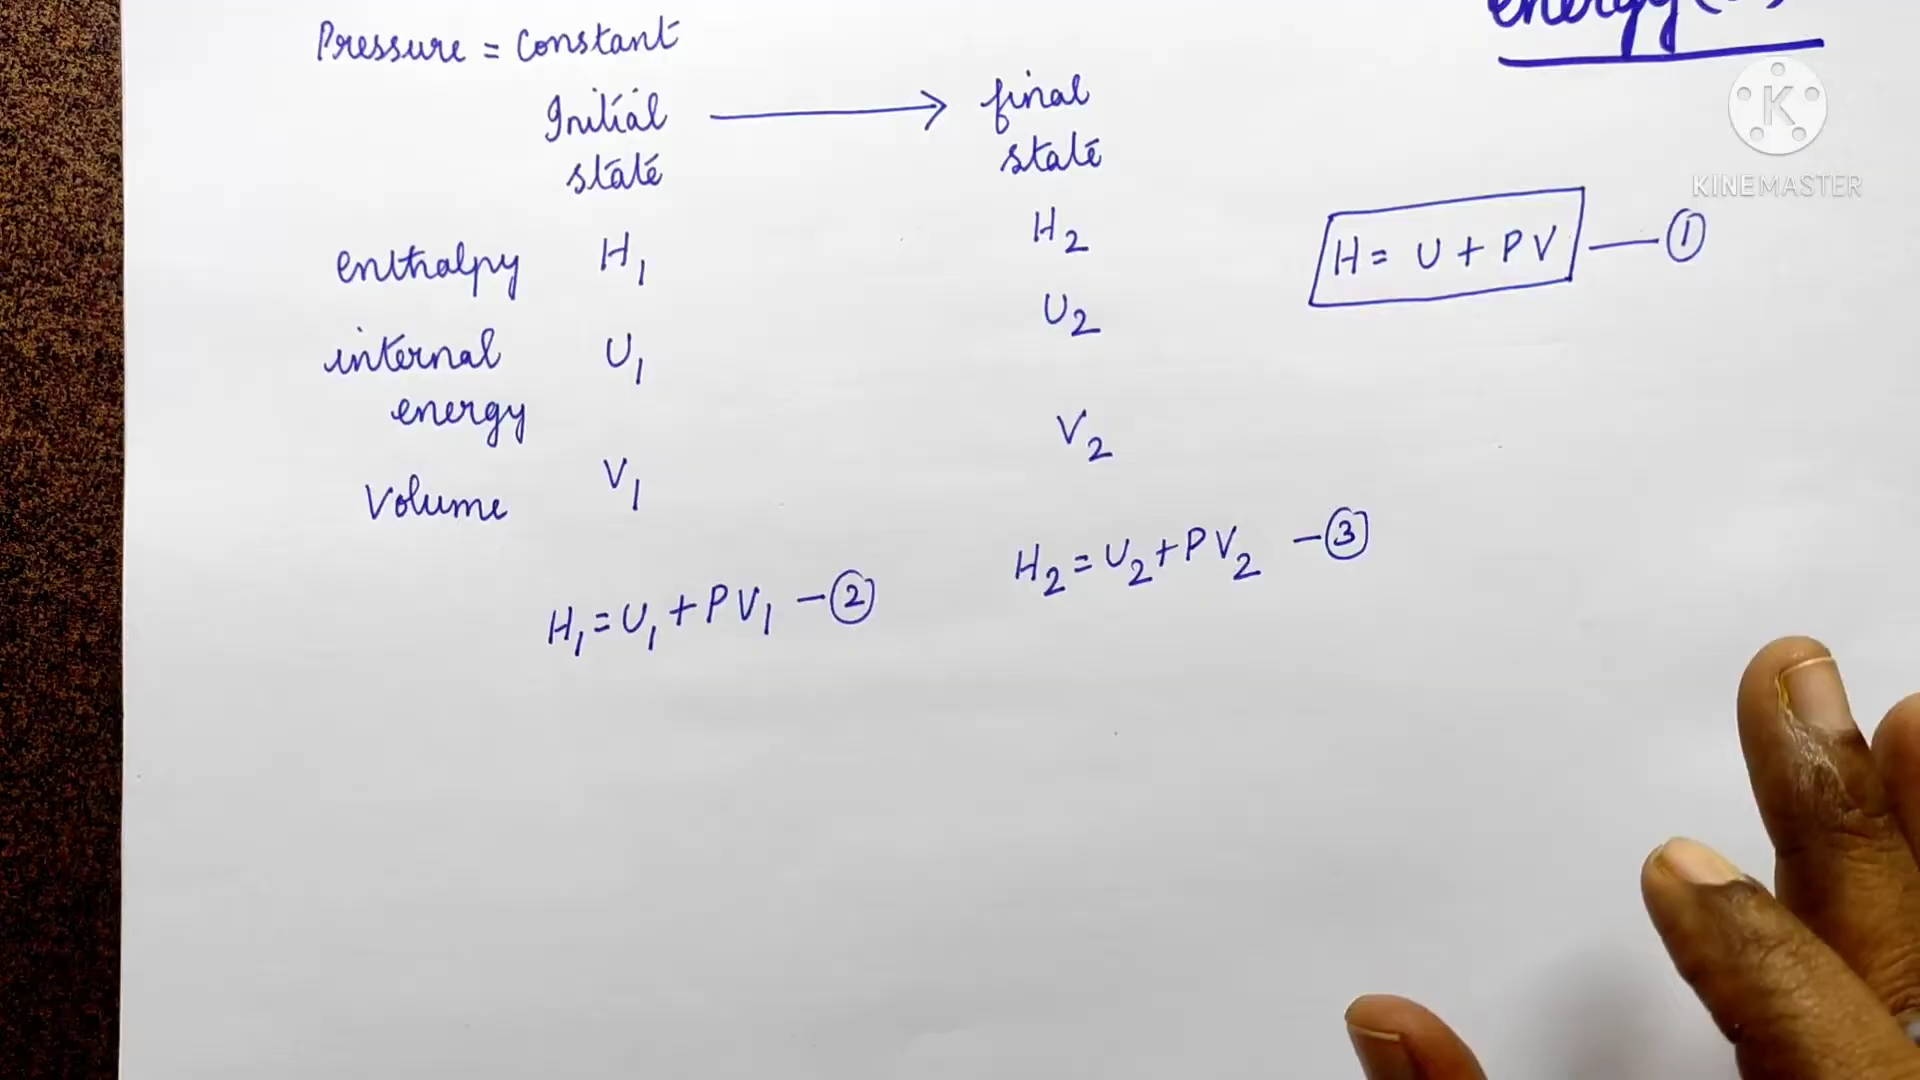 energy
Pressure = Constant
Initial → final
state state
K
KINEMASTER
H = U + PV — ①
enthalpy H₁ H₂
internal U₁ U₂
energy
Volume V₁ V₂
H₁ = U₁ + PV₁ – ②
H₂ = U₂ + PV₂ – ③